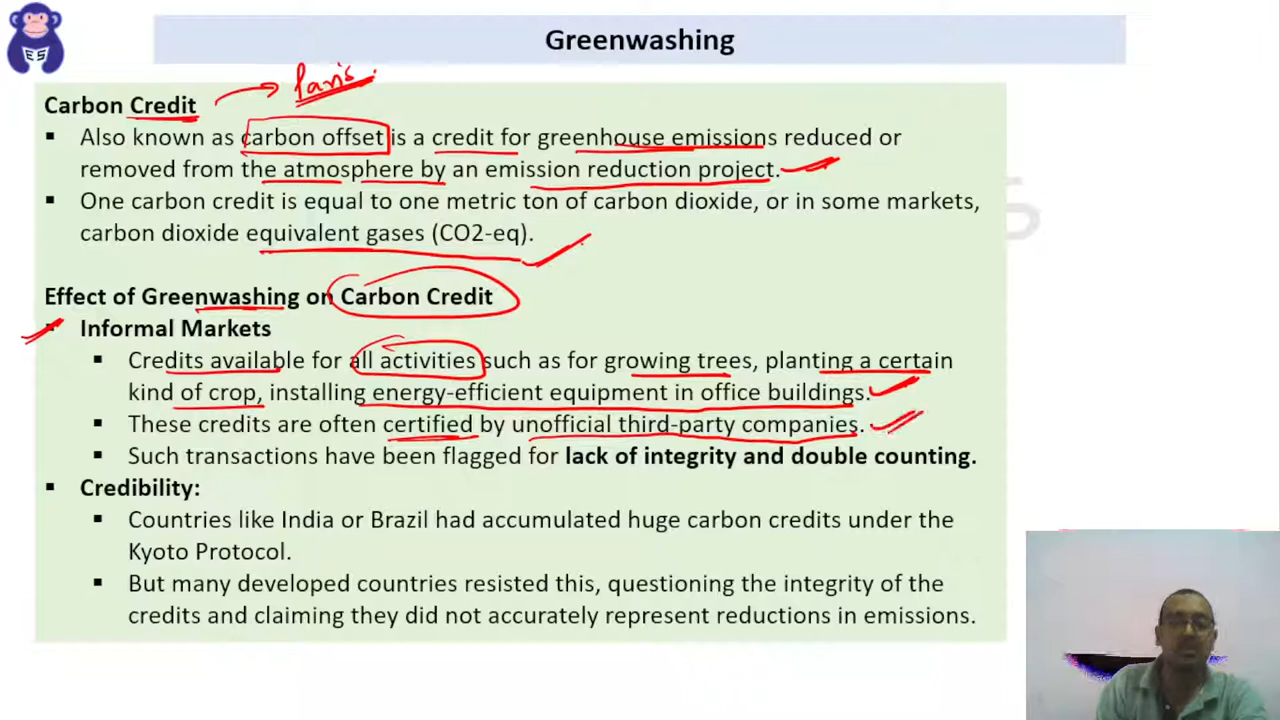 Greenwashing
ES
Paris.
Carbon Credit
▪ Also known as carbon offset is a credit for greenhouse emissions reduced or
removed from the atmosphere by an emission reduction project.
▪ One carbon credit is equal to one metric ton of carbon dioxide, or in some markets,
carbon dioxide equivalent gases (CO2-eq).
Effect of Greenwashing on Carbon Credit
▪ Informal Markets
▪ Credits available for all activities such as for growing trees, planting a certain
kind of crop, installing energy-efficient equipment in office buildings.
▪ These credits are often certified by unofficial third-party companies.
▪ Such transactions have been flagged for lack of integrity and double counting.
▪ Credibility:
▪ Countries like India or Brazil had accumulated huge carbon credits under the
Kyoto Protocol.
▪ But many developed countries resisted this, questioning the integrity of the
credits and claiming they did not accurately represent reductions in emissions.